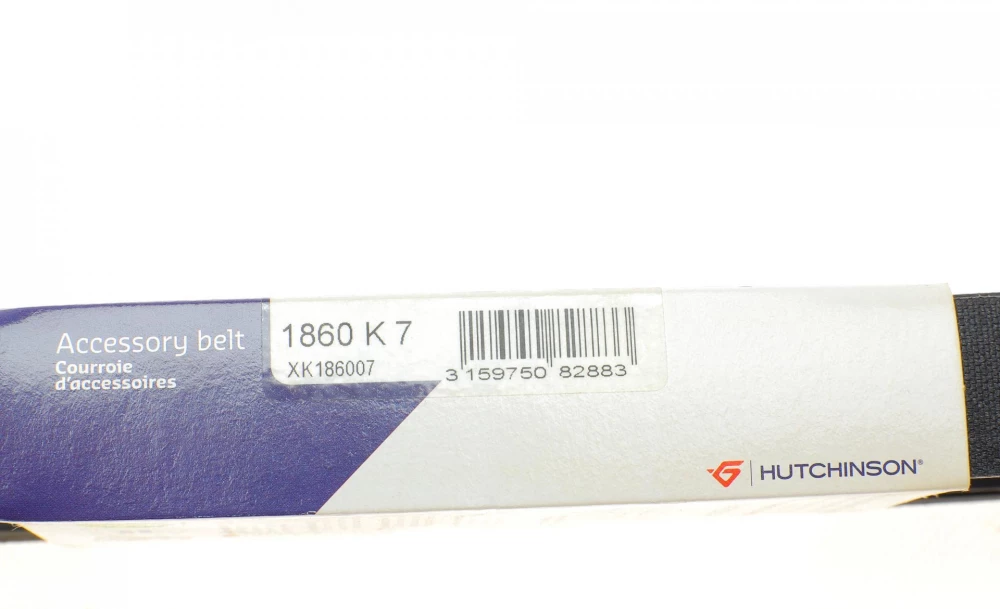 Accessory belt
Courroie
d'accessoires
1860 K 7
XK186007
3 159750 82883
HUTCHINSON®